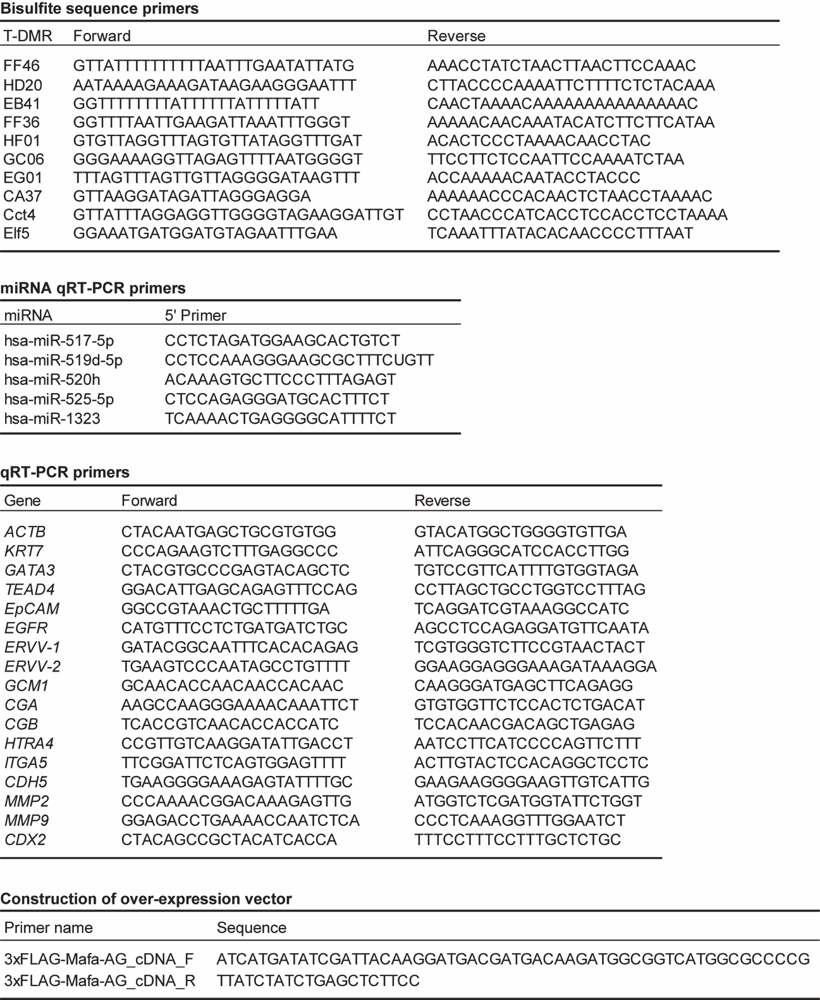 Bisulfite sequence primers
T-DMR Forward Reverse
FF46 GTTATTTTTTTTTTAATTTGAATATTATG AAACCTATCTAACTTAACTTCCAAAC
HD20 AATAAAAGAAAGATAAGAAGGGAATTT CTTACCCCAAAATTCTTTTCTCTACAAA
EB41 GGTTTTTTTTATTTTTTATTTTTATT CAACTAAAACAAAAAAAAAAAAAAAC
FF36 GGTTTTAATTGAAGATTAAATTTGGGT AAAAACAACAAATACATCTTCTTCATAA
HF01 GTGTTAGGTTTAGTGTTATAGGTTTGAT ACACTCCCTAAAACAACCTAC
GC06 GGGAAAAGGTTAGAGTTTTAATGGGGT TTCCTTCTCCAATTCCAAAATCTAA
EG01 TTTAGTTTAGTTGTTAGGGGATAAGTTT ACCAAAAACAATACCTACCC
CA37 GTTAAGGATAGATTAGGGAGGA AAAAAACCCACAACTCTAACCTAAAAC
Cct4 GTTATTTAGGAGGTTGGGGTAGAAGGATTGT CCTAACCCATCACCTCCACCTCCTAAAA
Elf5 GGAAATGATGGATGTAGAATTTGAA TCAAATTTATACACAACCCCTTTAAT
miRNA qRT-PCR primers
miRNA 5' Primer
hsa-miR-517-5p CCTCTAGATGGAAGCACTGTCT
hsa-miR-519d-5p CCTCCAAAGGGAAGCGCTTTCUGTT
hsa-miR-520h ACAAAGTGCTTCCCTTTAGAGT
hsa-miR-525-5p CTCCAGAGGGATGCACTTTCT
hsa-miR-1323 TCAAAACTGAGGGGCATTTTCT
qRT-PCR primers
Gene Forward Reverse
ACTB CTACAATGAGCTGCGTGTGG GTACATGGCTGGGGTGTTGA
KRT7 CCCAGAAGTCTTTGAGGCCC ATTCAGGGCATCCACCTTGG
GATA3 CTACGTGCCCGAGTACAGCTC TGTCCGTTCATTTTGTGGTAGA
TEAD4 GGACATTGAGCAGAGTTTCCAG CCTTAGCTGCCTGGTCCTTTAG
EpCAM GGCCGTAAACTGCTTTTTGA TCAGGATCGTAAAGGCCATC
EGFR CATGTTTCCTCTGATGATCTGC AGCCTCCAGAGGATGTTCAATA
ERVV-1 GATACGGCAATTTCACACAGAG TCGTGGGTCTTCCGTAACTACT
ERVV-2 TGAAGTCCCAATAGCCTGTTTT GGAAGGAGGGAAAGATAAAGGA
GCM1 GCAACACCAACAACCACAAC CAAGGGATGAGCTTCAGAGG
CGA AAGCCAAGGGAAAACAAATTCT GTGTGGTTCTCCACTCTGACAT
CGB TCACCGTCAACACCACCATC TCCACAACGACAGCTGAGAG
HTRA4 CCGTTGTCAAGGATATTGACCT AATCCTTCATCCCCAGTTCTTT
ITGA5 TTCGGATTCTCAGTGGAGTTTT ACTTGTACTCCACAGGCTCCTC
CDH5 TGAAGGGGAAAGAGTATTTTGC GAAGAAGGGGAAGTTGTCATTG
MMP2 CCCAAAACGGACAAAGAGTTG ATGGTCTCGATGGTATTCTGGT
MMP9 GGAGACCTGAAAACCAATCTCA CCCTCAAAGGTTTGGAATCT
CDX2 CTACAGCCGCTACATCACCA TTTCCTTTCCTTTGCTCTGC
Construction of over-expression vector
Primer name Sequence
3xFLAG-Mafa-AG_cDNA_F ATCATGATATCGATTACAAGGATGACGATGACAAGATGGCGGTCATGGCGCCCCG
3xFLAG-Mafa-AG_cDNA_R TTATCTATCTGAGCTCTTCC